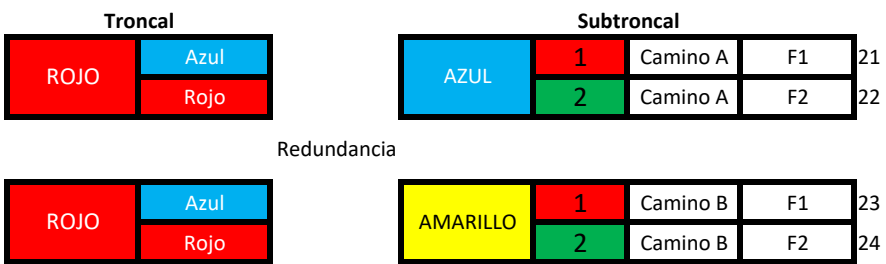 Troncal Subtroncal
ROJO Azul AZUL 1 Camino A F1 21
Rojo 2 Camino A F2 22
Redundancia
ROJO Azul AMARILLO 1 Camino B F1 23
Rojo 2 Camino B F2 24